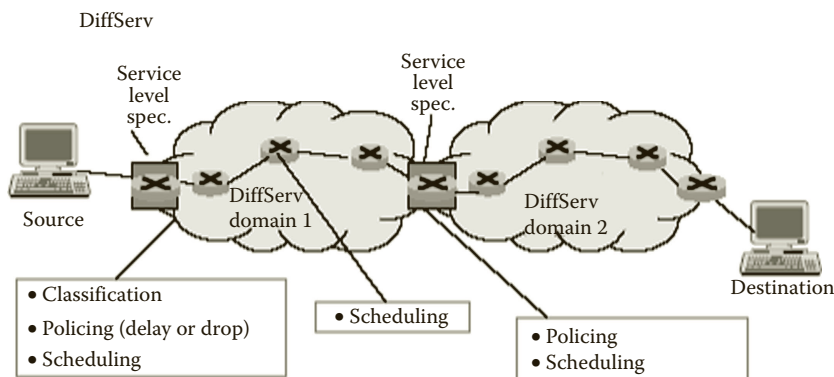 DiffServ
Service
level
spec.
Service
level
spec.
Source
DiffServ
domain 1
DiffServ
domain 2
Destination
• Classification
• Policing (delay or drop)
• Scheduling
• Scheduling
• Policing
• Scheduling